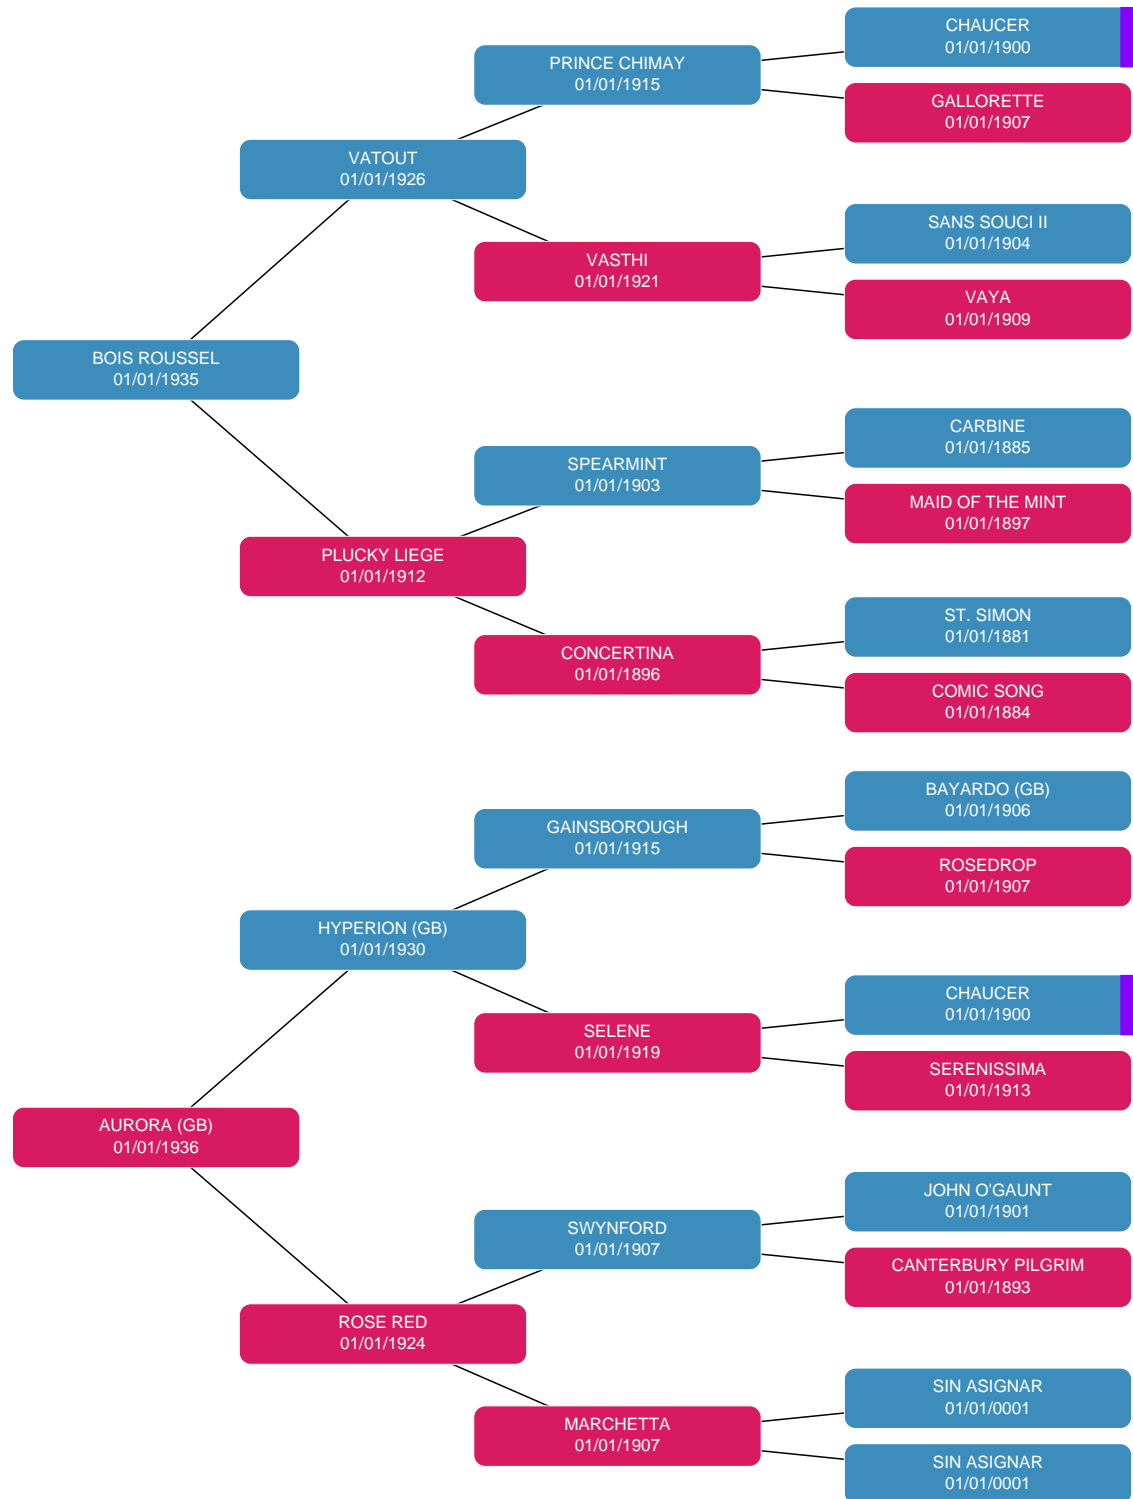 CHAUCER
01/01/1900
PRINCE CHIMAY
01/01/1915
GALLORETTE
01/01/1907
VATOUT
01/01/1926
SANS SOUCI II
01/01/1904
VASTHI
01/01/1921
VAYA
01/01/1909
BOIS ROUSSEL
01/01/1935
CARBINE
01/01/1885
SPEARMINT
01/01/1903
MAID OF THE MINT
01/01/1897
PLUCKY LIEGE
01/01/1912
ST. SIMON
01/01/1881
CONCERTINA
01/01/1896
COMIC SONG
01/01/1884
BAYARDO (GB)
01/01/1906
GAINSBOROUGH
01/01/1915
ROSEDROP
01/01/1907
HYPERION (GB)
01/01/1930
CHAUCER
01/01/1900
SELENE
01/01/1919
SERENISSIMA
01/01/1913
AURORA (GB)
01/01/1936
JOHN O'GAUNT
01/01/1901
SWYNFORD
01/01/1907
CANTERBURY PILGRIM
01/01/1893
ROSE RED
01/01/1924
SIN ASIGNAR
01/01/0001
MARCHETTA
01/01/1907
SIN ASIGNAR
01/01/0001